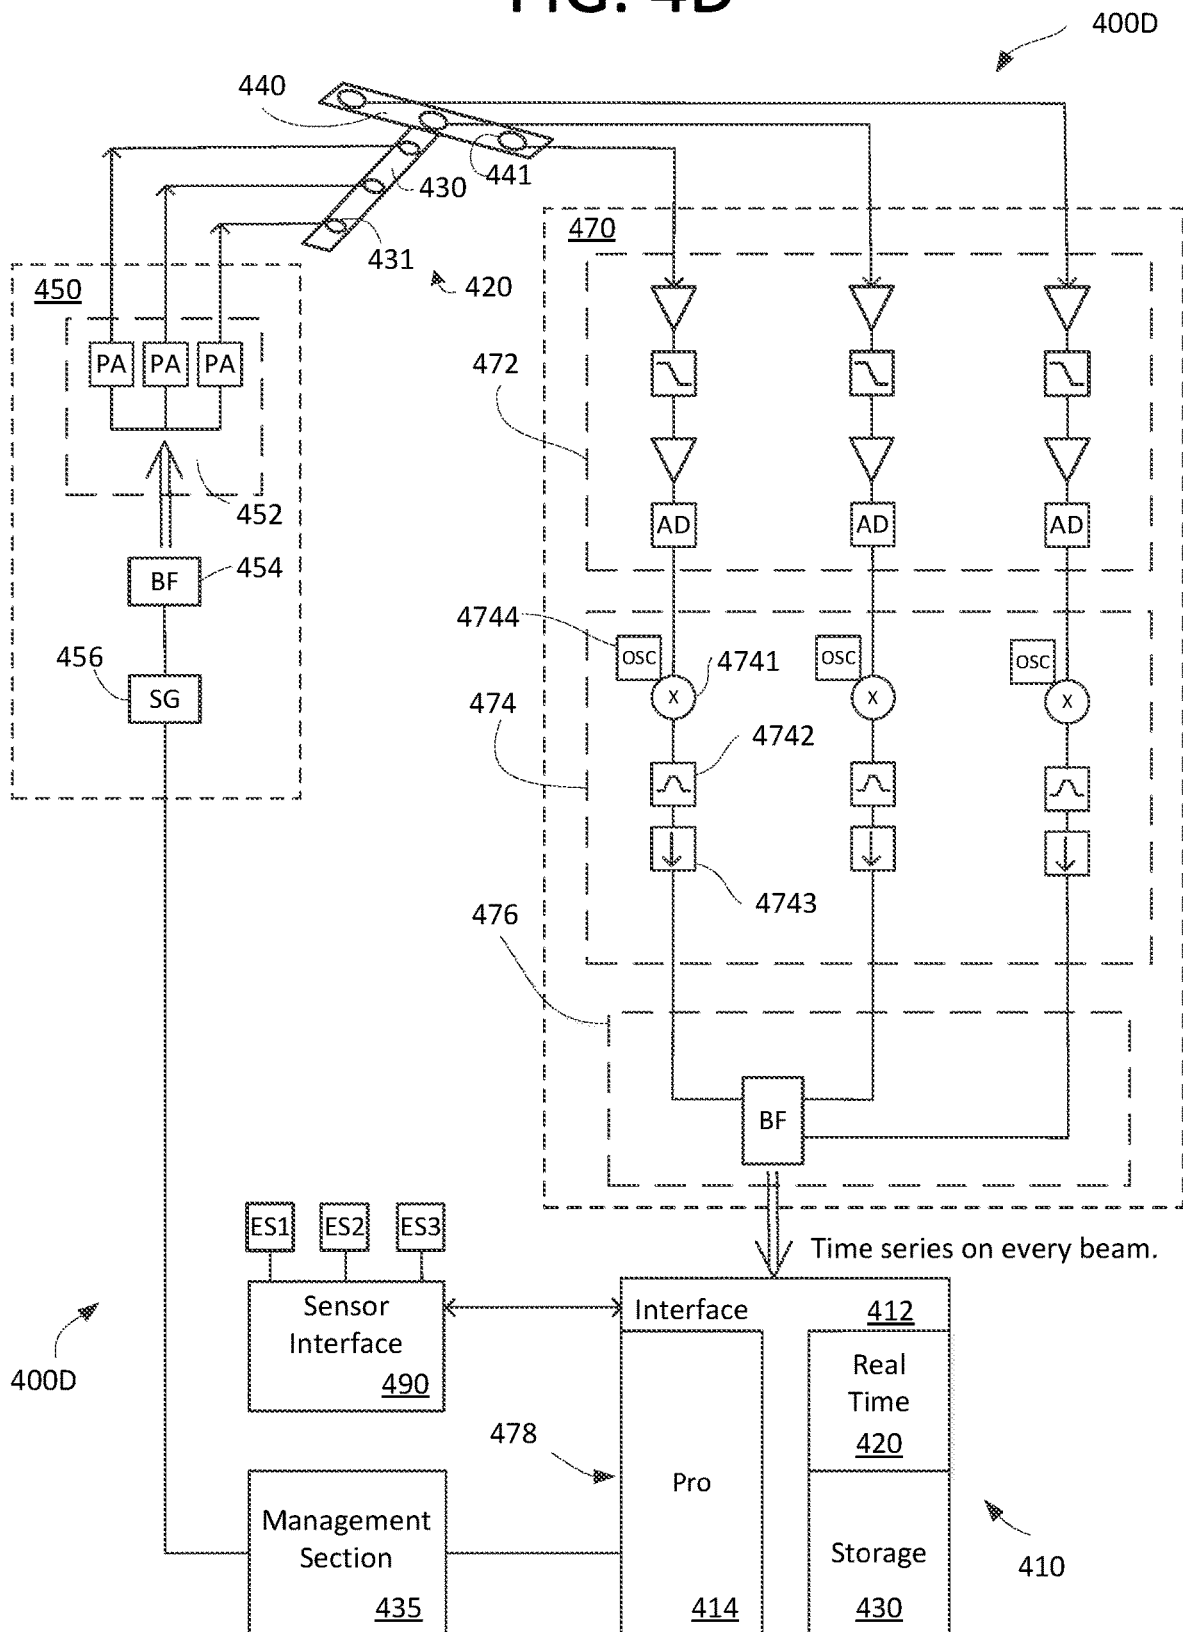 FIG. 4D
400D
440
441
430
431
420
450
PA PA PA
452
BF
454
456
SG
470
472
AD AD AD
4744
OSC OSC OSC
X X X
4741
474
4742
4743
476
BF
Time series on every beam.
ES1 ES2 ES3
Sensor
Interface
490
400D
Interface
412
Real
Time
420
478
Pro
414
Storage
430
410
Management
Section
435